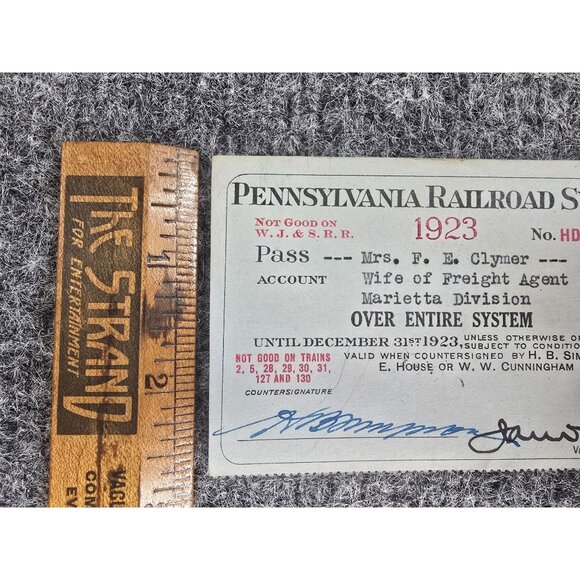 THE STRAND
FOR ENTERTAINMENT
1
2
VAU
COM
EV
PENNSYLVANIA RAILROAD S
NOT GOOD ON
W. J. & S. R. R.
1923
No. HD
Pass --- Mrs. F. E. Clymer ---
ACCOUNT Wife of Freight Agent
Marietta Division
OVER ENTIRE SYSTEM
UNTIL DECEMBER 31ST 1923, UNLESS OTHERWISE O
SUBJECT TO CONDITIO
VALID WHEN COUNTERSIGNED BY H. B. SIM
E. HOUSE OR W. W. CUNNINGHAM
NOT GOOD ON TRAINS
2, 5, 28, 29, 30, 31,
127 AND 130
COUNTERSIGNATURE